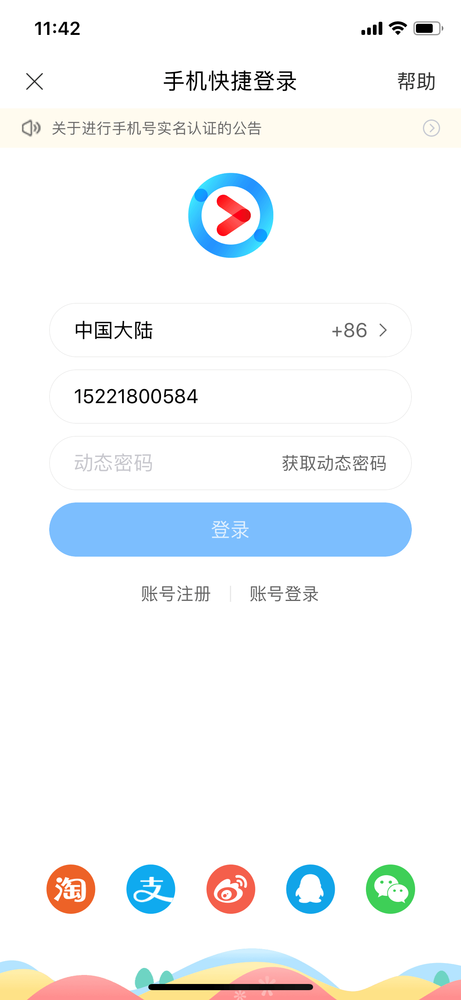 11:42
手机快捷登录
帮助
关于进行手机号实名认证的公告
中国大陆 +86
15221800584
动态密码 获取动态密码
登录
账号注册 账号登录
淘 支